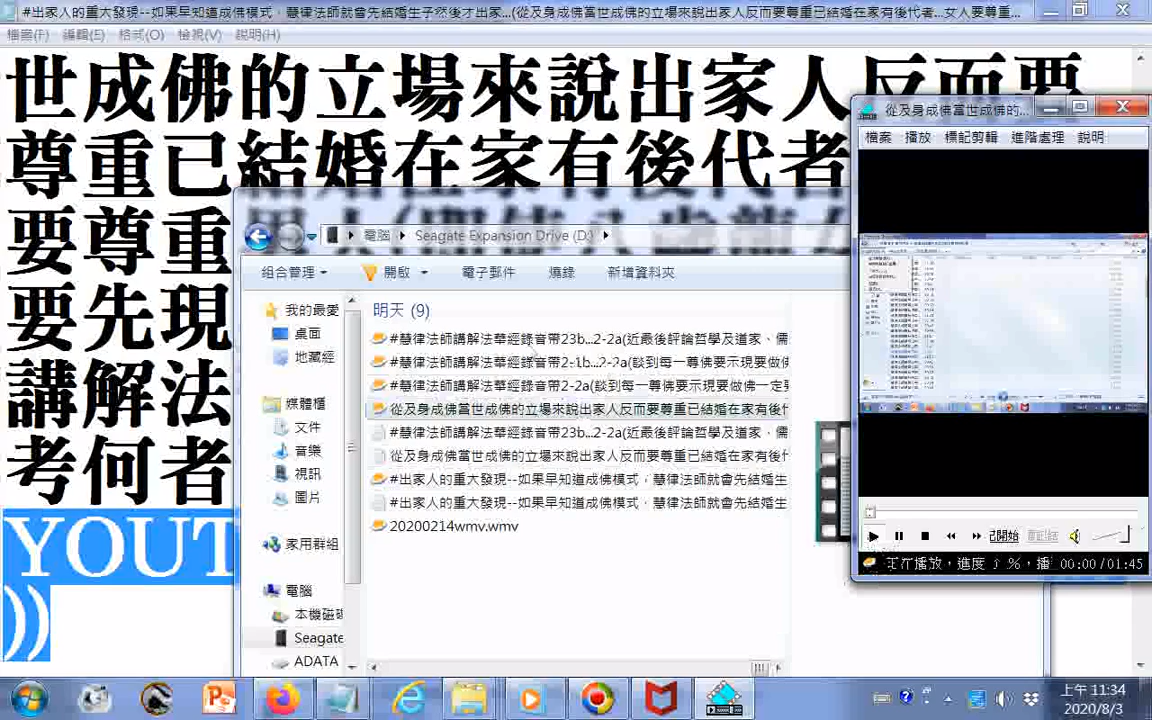 #出家人的重大發現--如果早知道成佛模式，慧律法師就會先結婚生子然後才出家...(從及身成佛當世成佛的立場來說出家人反而要尊重已結婚在家有後代者...女人要尊重...
檔案(F) 編輯(E) 格式(O) 檢視(V) 說明(H)
世成佛的立場來說出家人反而要
尊重已結婚在家有後代者
要尊重
要先現
講解法
考何者
YOUT
))
電腦 Seagate Expansion Drive (D:)
組合管理 開啟 電子郵件 燒錄 新增資料夾
我的最愛
桌面
地藏經
媒體櫃
文件
音樂
視訊
圖片
家用群組
電腦
本機磁碟
Seagate
ADATA
明天 (9)
#慧律法師講解法華經錄音帶23b...2-2a(近最後評論哲學及道家、儒
#慧律法師講解法華經錄音帶2-1b...2-2a(談到每一尊佛要示現要做佛
#慧律法師講解法華經錄音帶2-2a(談到每一尊佛要示現要做佛一定要
從及身成佛當世成佛的立場來說出家人反而要尊重已結婚在家有後代
#慧律法師講解法華經錄音帶23b...2-2a(近最後評論哲學及道家、儒
從及身成佛當世成佛的立場來說出家人反而要尊重已結婚在家有後代
#出家人的重大發現--如果早知道成佛模式，慧律法師就會先結婚生子
#出家人的重大發現--如果早知道成佛模式，慧律法師就會先結婚生
20200214wmv.wmv
從及身成佛當世成佛的...
檔案 播放 標記剪輯 進階處理 說明
已開始
正在播放，進度 1 %，播 00:00 / 01:45
上午 11:34
2020/8/3